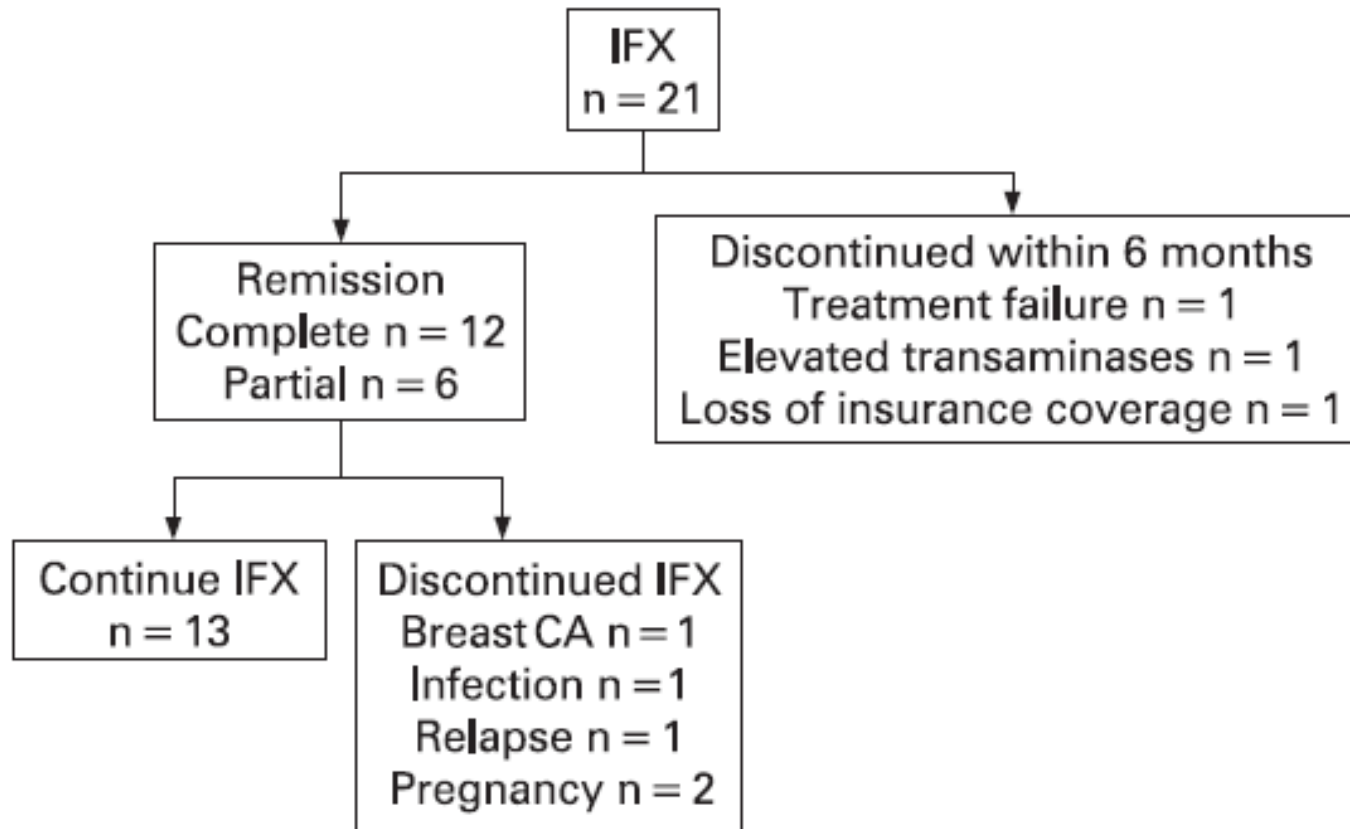 IFX
n = 21
Remission
Complete n = 12
Partial n = 6
Discontinued within 6 months
Treatment failure n = 1
Elevated transaminases n = 1
Loss of insurance coverage n = 1
Continue IFX
n = 13
Discontinued IFX
Breast CA n = 1
Infection n = 1
Relapse n = 1
Pregnancy n = 2